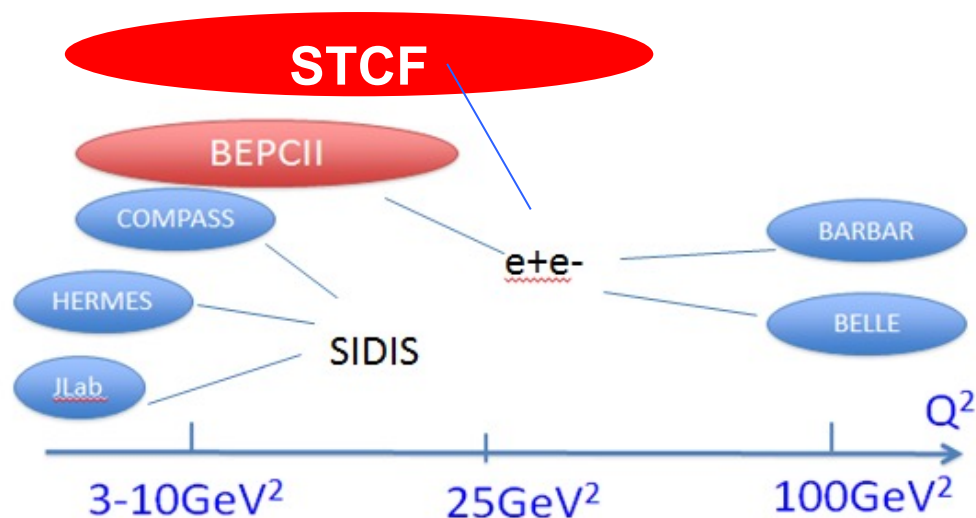 STCF
BEPCII
COMPASS
BARBAR
e+e-
HERMES
BELLE
SIDIS
JLab
Q²
3-10GeV²
25GeV²
100GeV²